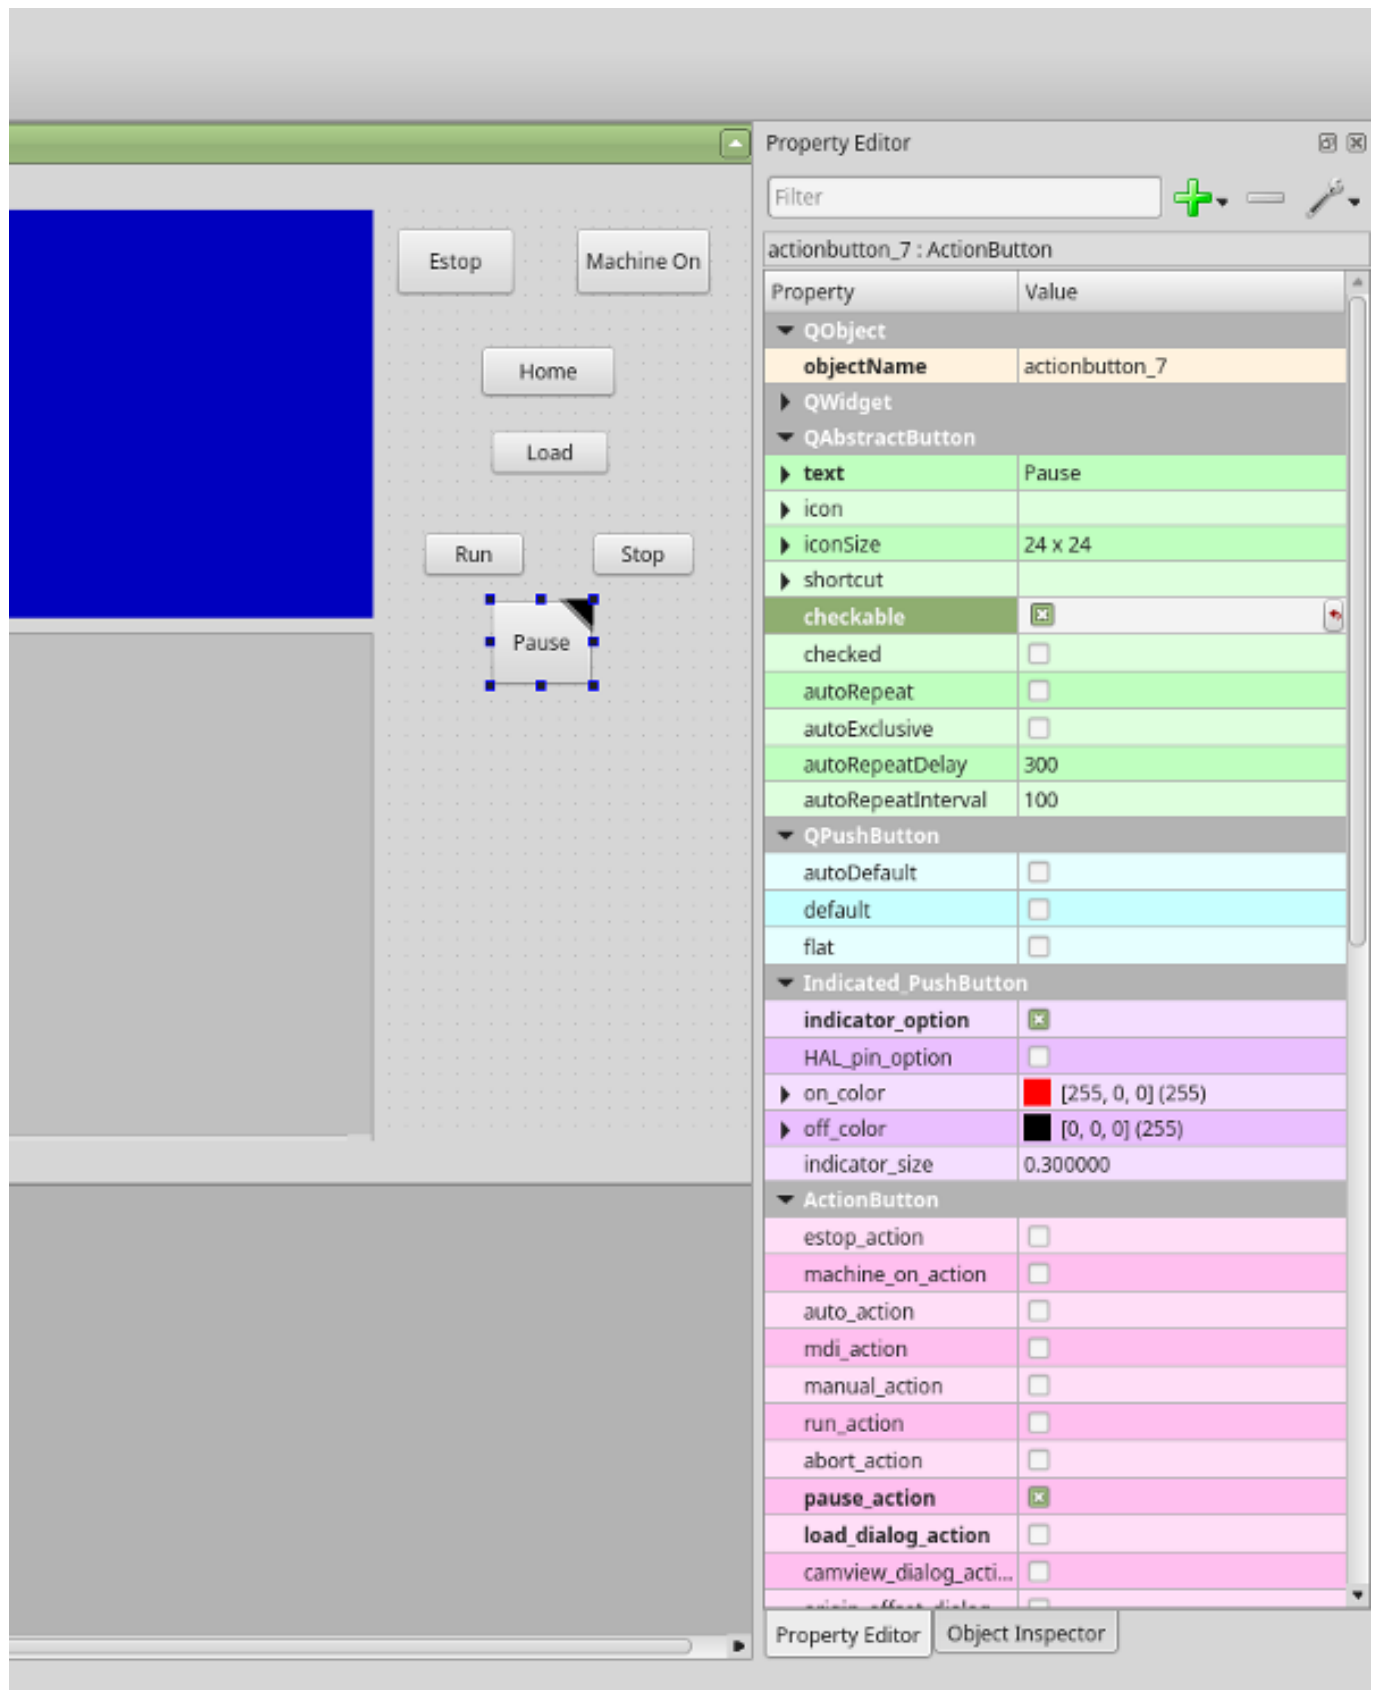 Property Editor
Filter
actionbutton_7 : ActionButton
Property Value
QObject
objectName actionbutton_7
QWidget
QAbstractButton
text Pause
icon
iconSize 24 x 24
shortcut
checkable
checked
autoRepeat
autoExclusive
autoRepeatDelay 300
autoRepeatInterval 100
QPushButton
autoDefault
default
flat
Indicated_PushButton
indicator_option
HAL_pin_option
on_color [255, 0, 0] (255)
off_color [0, 0, 0] (255)
indicator_size 0.300000
ActionButton
estop_action
machine_on_action
auto_action
mdi_action
manual_action
run_action
abort_action
pause_action
load_dialog_action
camview_dialog_acti...
Property Editor Object Inspector
Estop Machine On
Home
Load
Run Stop
Pause